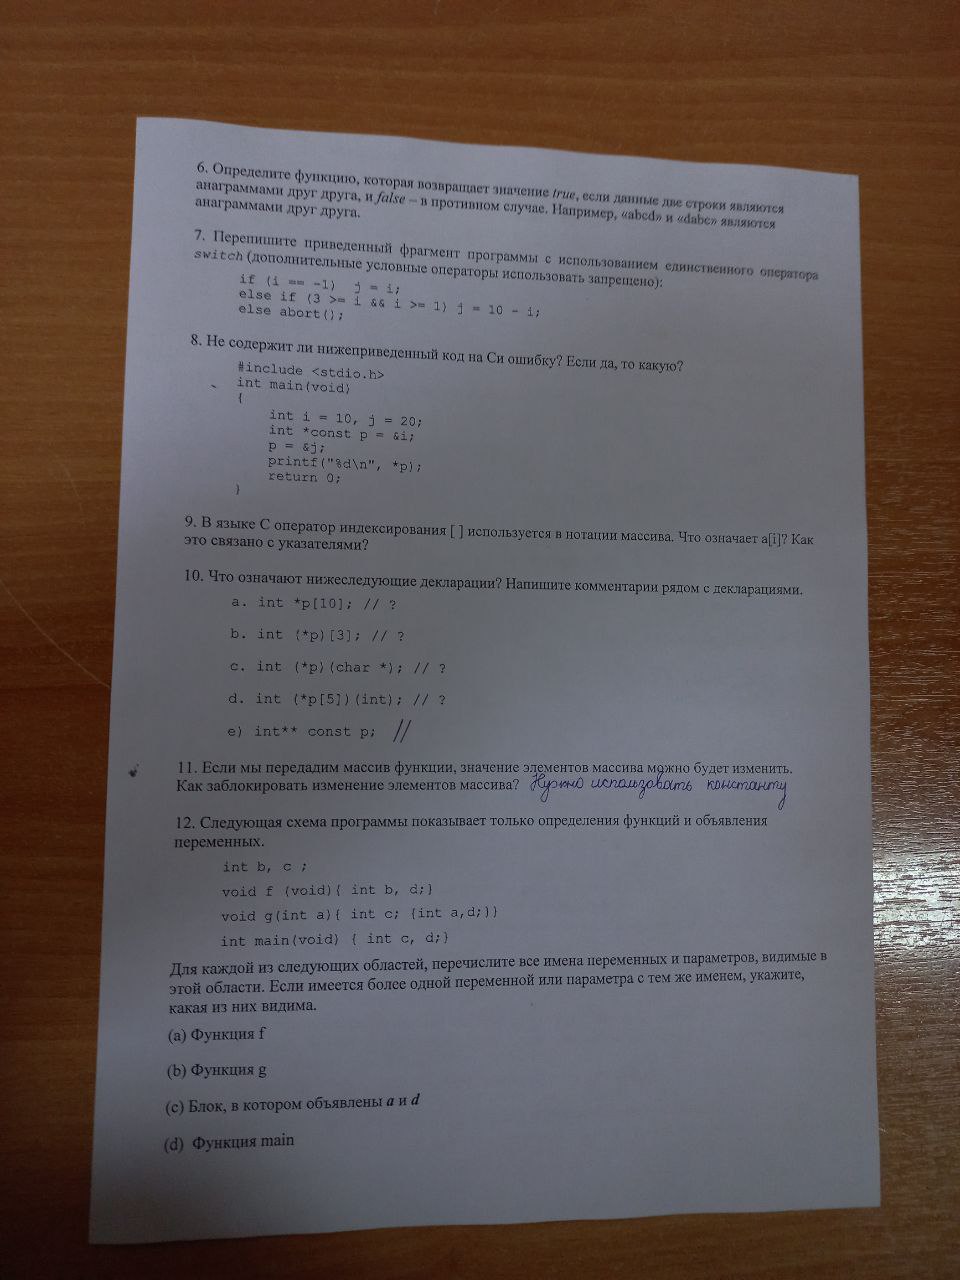 6. Определите функцию, которая возвращает значение true, если данные две строки являются
анаграммами друг друга, и false – в противном случае. Например, «abcd» и «dabc» являются
анаграммами друг друга.
7. Перепишите приведенный фрагмент программы с использованием единственного оператора
switch (дополнительные условные операторы использовать запрещено):
if (i == -1) j = i;
else if (3 >= i && i >= 1) j = 10 - i;
else abort();
8. Не содержит ли нижеприведенный код на Си ошибку? Если да, то какую?
#include <stdio.h>
int main(void)
{
int i = 10, j = 20;
int *const p = &i;
p = &j;
printf("%d\n", *p);
return 0;
}
9. В языке C оператор индексирования [ ] используется в нотации массива. Что означает a[i]? Как
это связано с указателями?
10. Что означают нижеследующие декларации? Напишите комментарии рядом с декларациями.
a. int *p[10]; // ?
b. int (*p)[3]; // ?
c. int (*p)(char *); // ?
d. int (*p[5])(int); // ?
e) int** const p; //
11. Если мы передадим массив функции, значение элементов массива можно будет изменить.
Как заблокировать изменение элементов массива? Нужно использовать константу
12. Следующая схема программы показывает только определения функций и объявления
переменных.
int b, c ;
void f (void){ int b, d;}
void g(int a){ int c; {int a,d;}}
int main(void) { int c, d;}
Для каждой из следующих областей, перечислите все имена переменных и параметров, видимые в
этой области. Если имеется более одной переменной или параметра с тем же именем, укажите,
какая из них видима.
(a) Функция f
(b) Функция g
(c) Блок, в котором объявлены a и d
(d) Функция main